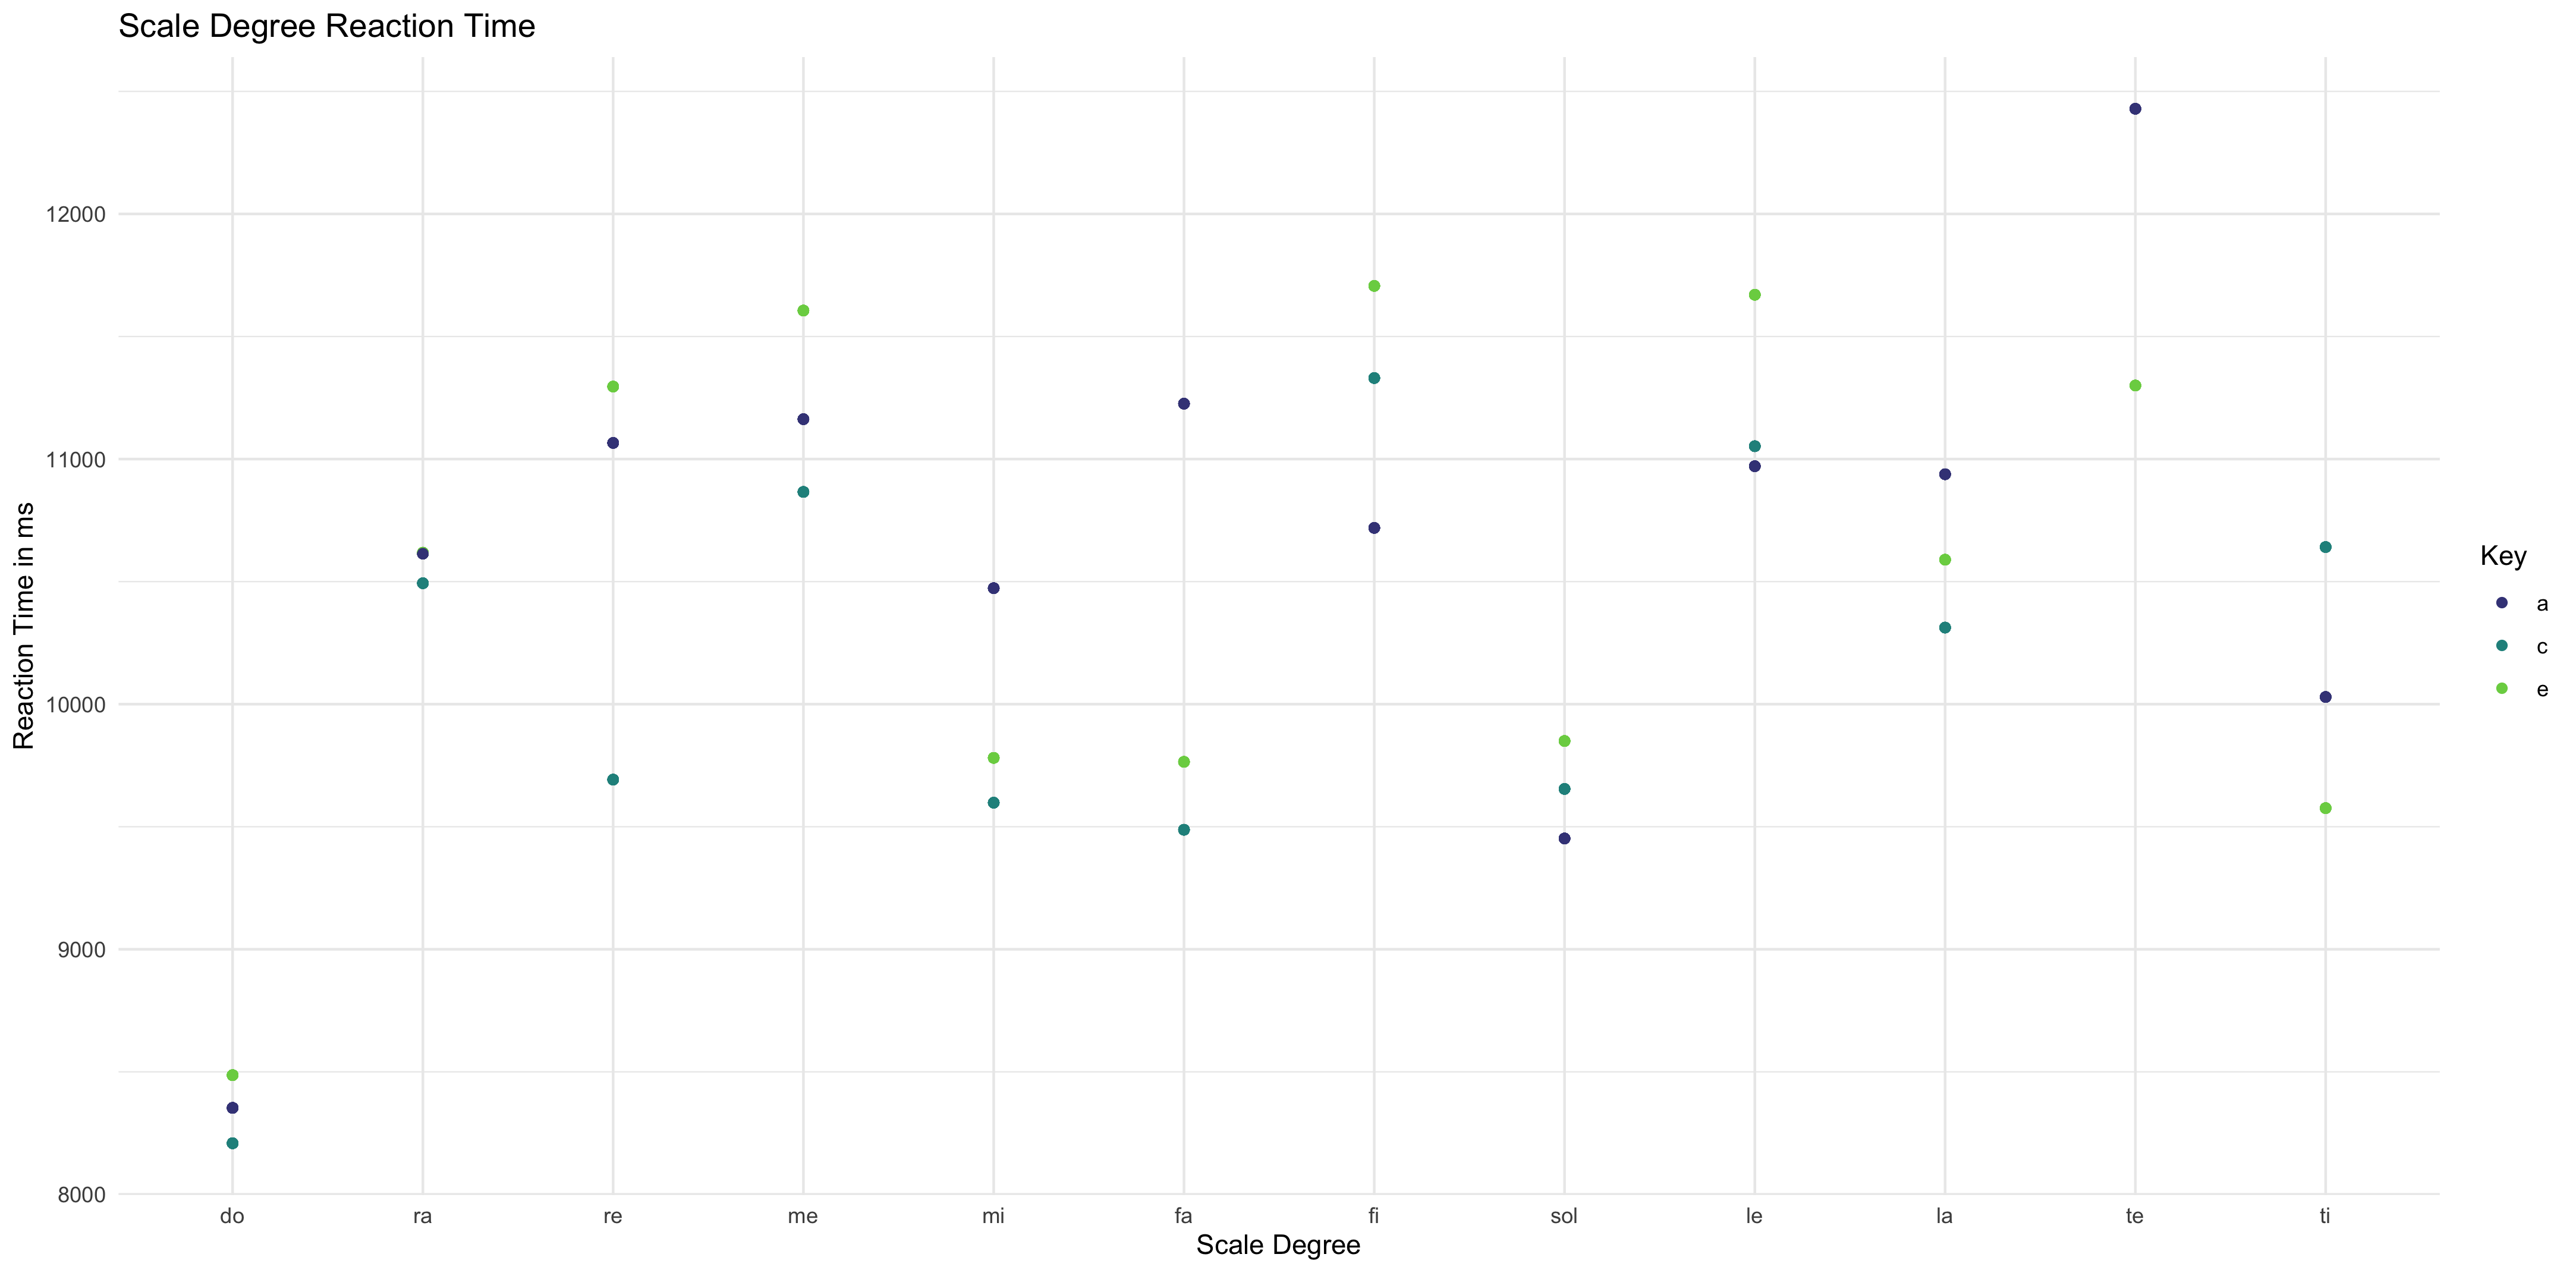 Scale Degree Reaction Time
Reaction Time in ms
12000
11000
10000
9000
8000
do ra re me mi fa fi sol le la te ti
Scale Degree
Key
a
c
e